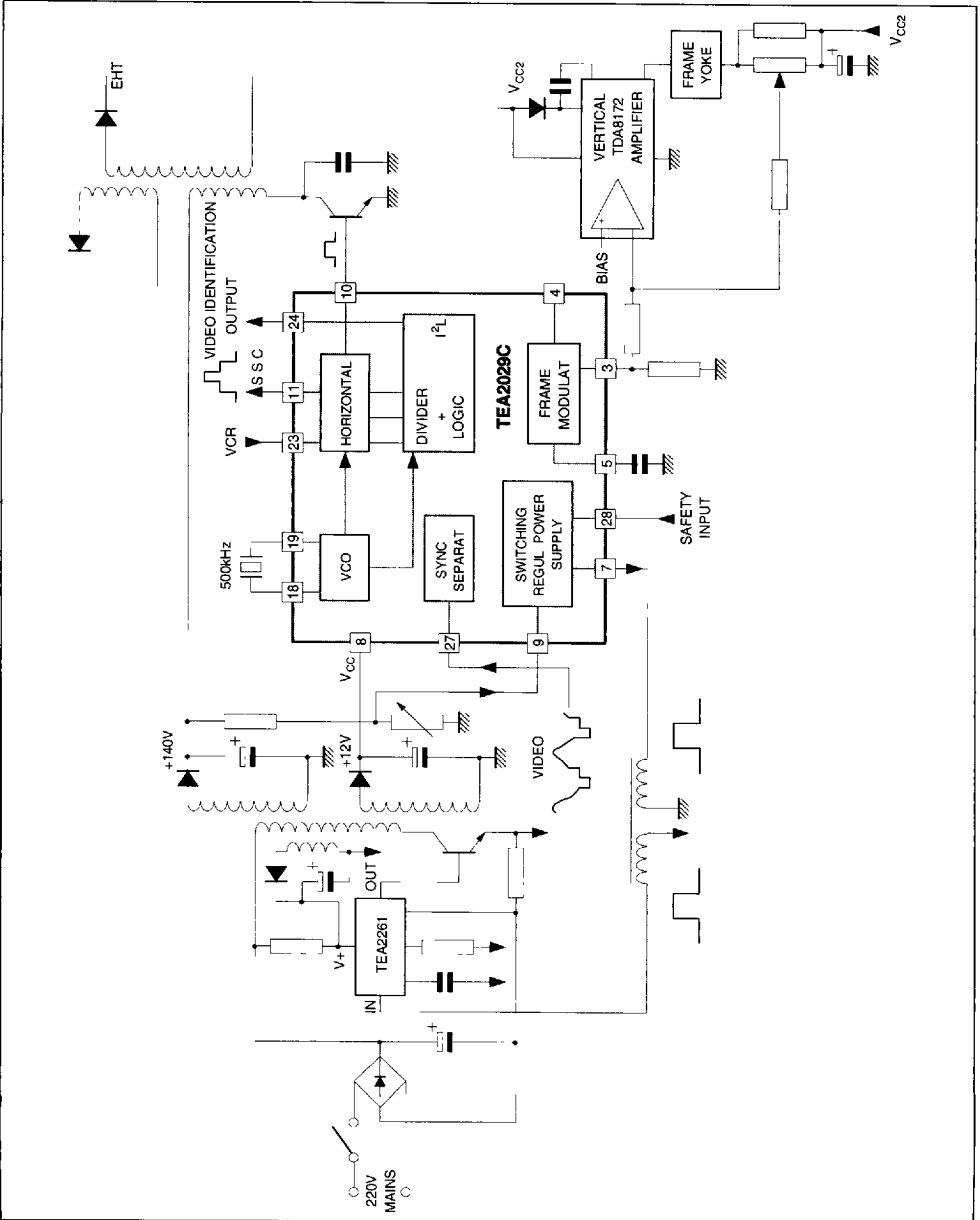 220V
MAINS
IN
TEA2261
V+
OUT
+
+
+140V
+
+12V
+
VCC
VIDEO
500kHz
18
19
8
27
9
VCO
SYNC
SEPARAT
SWITCHING
REGUL POWER
SUPPLY
7
28
SAFETY
INPUT
VCR
23
S S C
11
VIDEO IDENTIFICATION
OUTPUT
24
HORIZONTAL
DIVIDER
+
LOGIC
I²L
10
TEA2029C
FRAME
MODULAT
5
3
4
EHT
BIAS
+
VCC2
VERTICAL
TDA8172
AMPLIFIER
FRAME
YOKE
+
VCC2